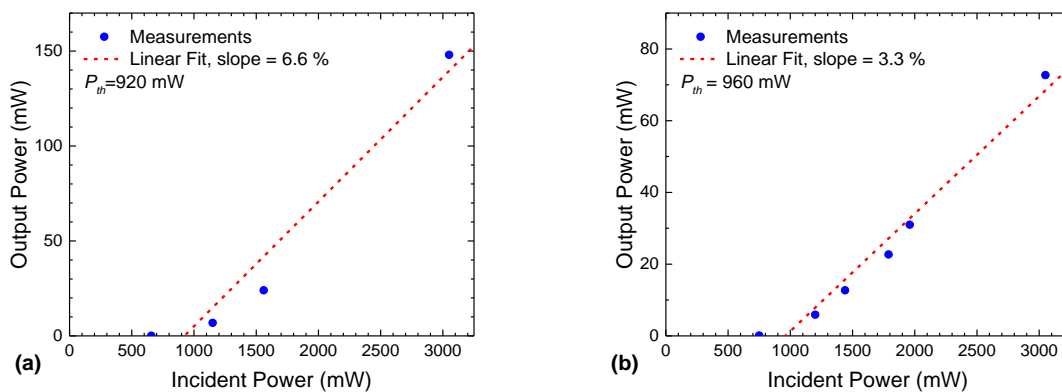 Measurements
Linear Fit, slope = 6.6 %
P_th=920 mW
150
100
50
0
Output Power (mW)
0 500 1000 1500 2000 2500 3000
Incident Power (mW)
(a)
Measurements
Linear Fit, slope = 3.3 %
P_th = 960 mW
80
60
40
20
0
Output Power (mW)
0 500 1000 1500 2000 2500 3000
Incident Power (mW)
(b)